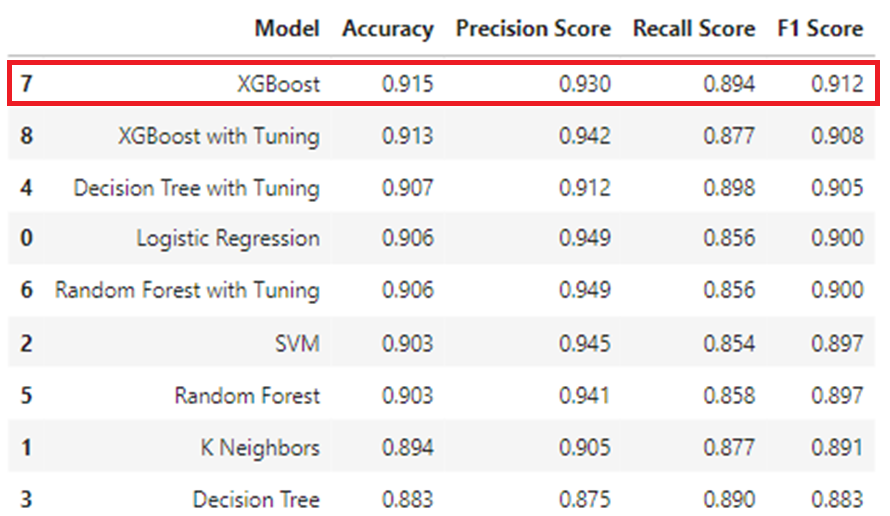 Model Accuracy Precision Score Recall Score F1 Score
7 XGBoost 0.915 0.930 0.894 0.912
8 XGBoost with Tuning 0.913 0.942 0.877 0.908
4 Decision Tree with Tuning 0.907 0.912 0.898 0.905
0 Logistic Regression 0.906 0.949 0.856 0.900
6 Random Forest with Tuning 0.906 0.949 0.856 0.900
2 SVM 0.903 0.945 0.854 0.897
5 Random Forest 0.903 0.941 0.858 0.897
1 K Neighbors 0.894 0.905 0.877 0.891
3 Decision Tree 0.883 0.875 0.890 0.883